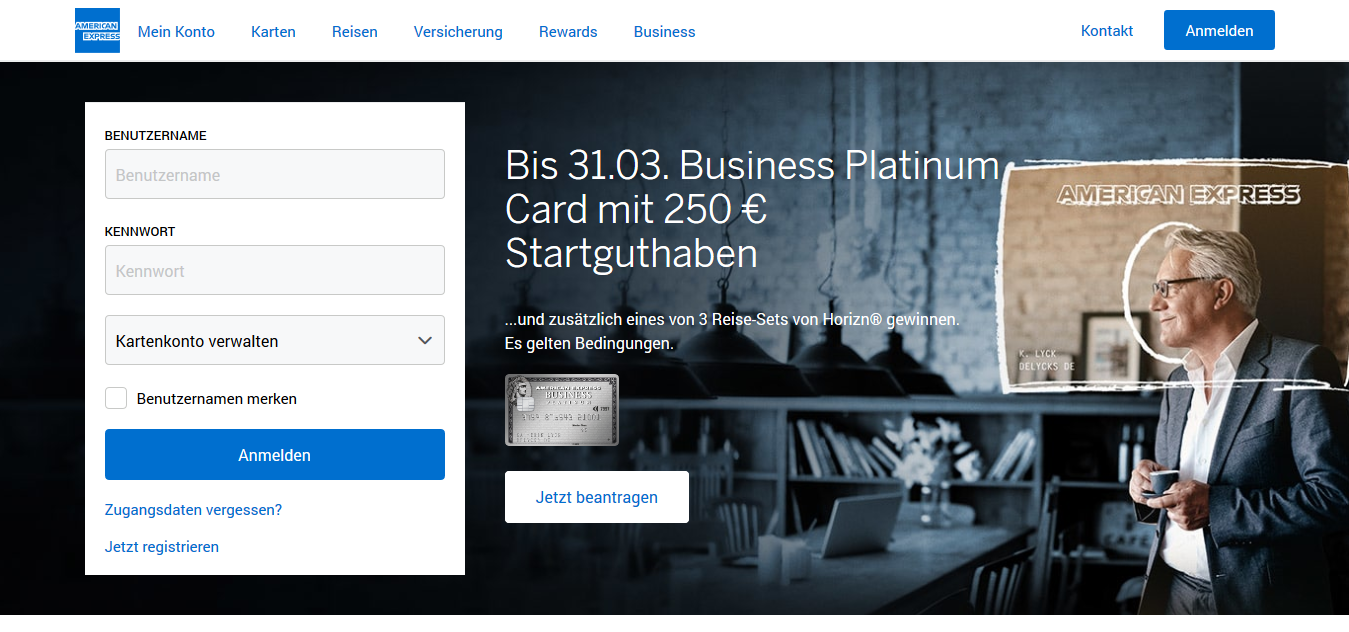 AMERICAN
EXPRESS
Mein Konto
Karten
Reisen
Versicherung
Rewards
Business
Kontakt
Anmelden
BENUTZERNAME
Benutzername
KENNWORT
Kennwort
Kartenkonto verwalten
Benutzernamen merken
Anmelden
Zugangsdaten vergessen?
Jetzt registrieren
Bis 31.03. Business Platinum
Card mit 250 €
Startguthaben
...und zusätzlich eines von 3 Reise-Sets von Horizn® gewinnen.
Es gelten Bedingungen.
AMERICAN EXPRESS
BUSINESS
PLATINUM
Jetzt beantragen
AMERICAN EXPRESS
K. LYCK
DELYCKS DE
CAFE